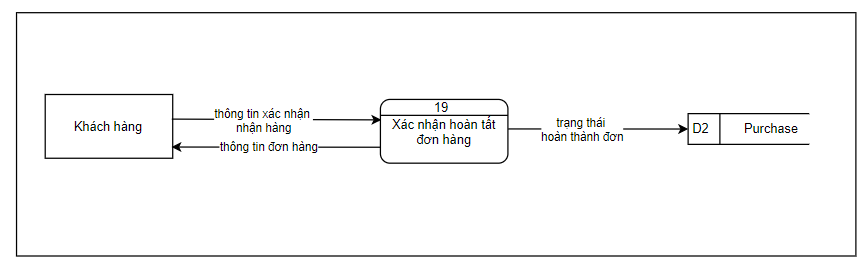 Khách hàng
thông tin xác nhận
nhận hàng
thông tin đơn hàng
19
Xác nhận hoàn tất
đơn hàng
trạng thái
hoàn thành đơn
D2
Purchase